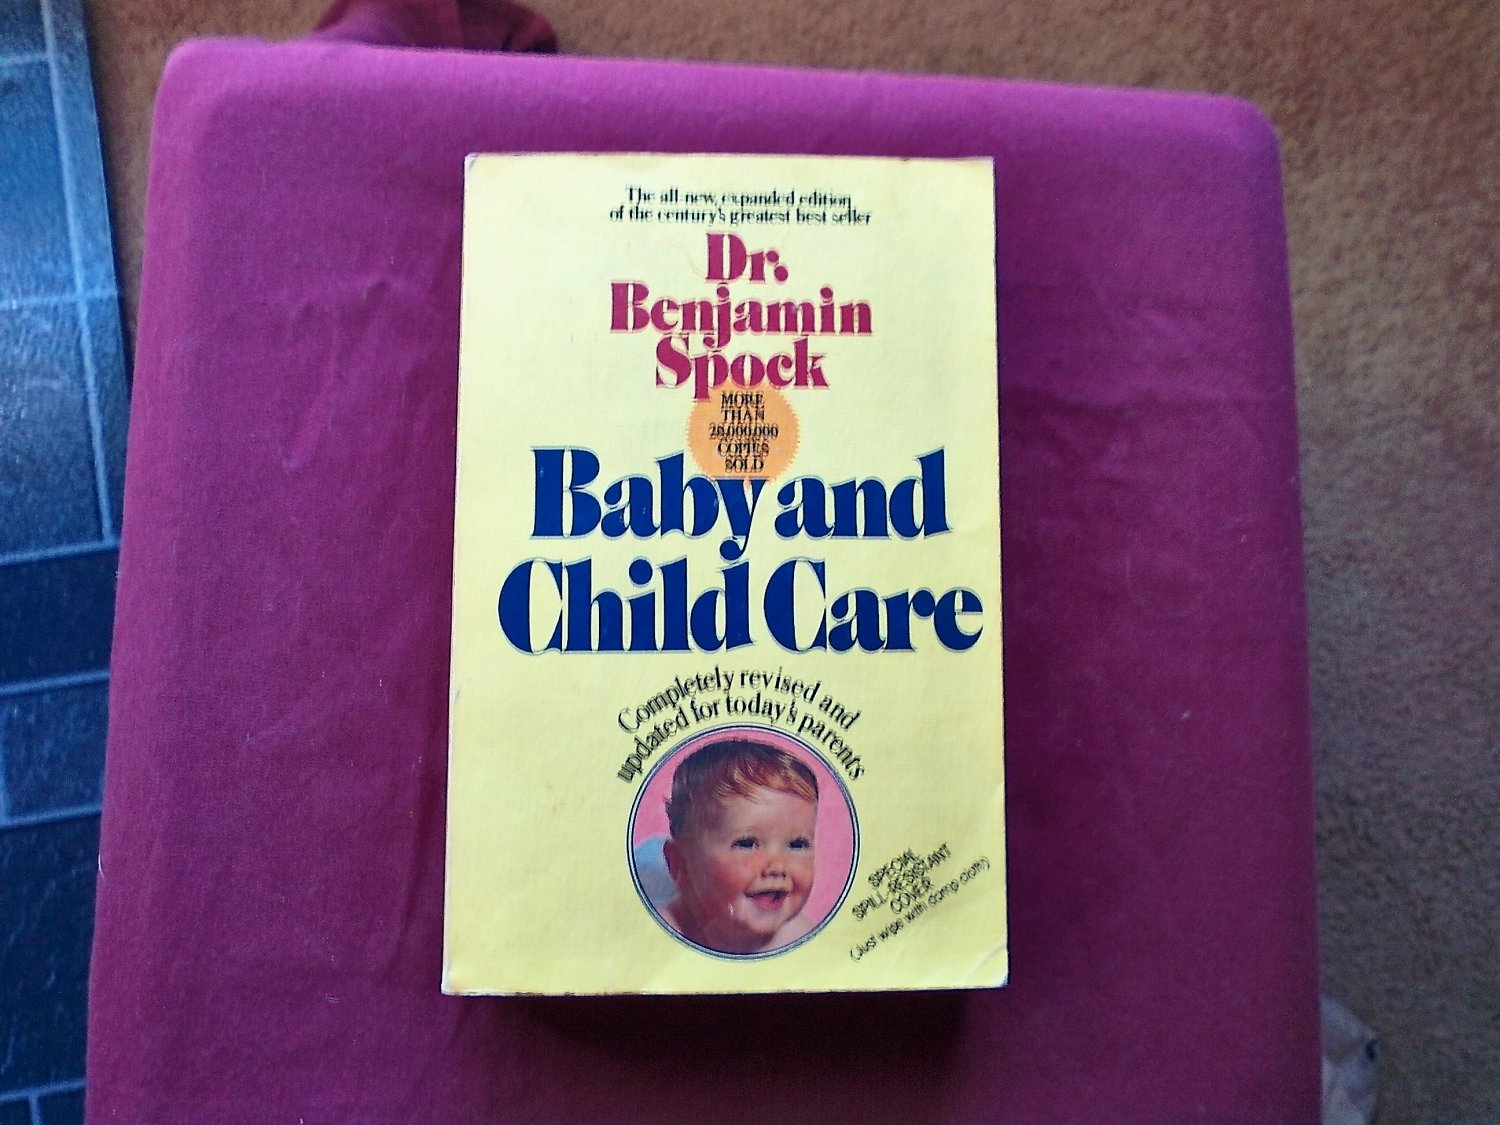 The all-new, expanded edition
of the century's greatest best seller
Dr.
Benjamin
Spock
MORE
THAN
20,000,000
COPIES
SOLD
Baby and
Child Care
Completely revised and
updated for today's parents
SPECIAL
SPILL-RESISTANT
COVER
(Just wipe with damp cloth)